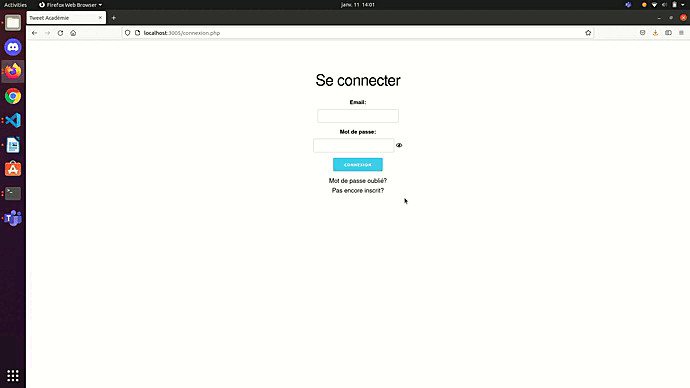 Activities
Firefox Web Browser
janv. 11 14:01
Tweet Académie
localhost:3005/connexion.php
Se connecter
Email:
Mot de passe:
CONNEXION
Mot de passe oublié?
Pas encore inscrit?